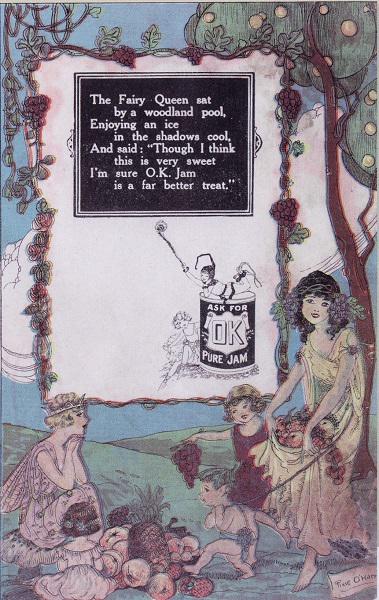 The Fairy Queen sat
by a woodland pool,
Enjoying an ice
in the shadows cool,
And said: "Though I think
this is very sweet
I'm sure O.K. Jam
is a far better treat."
ASK FOR
"OK"
PURE JAM